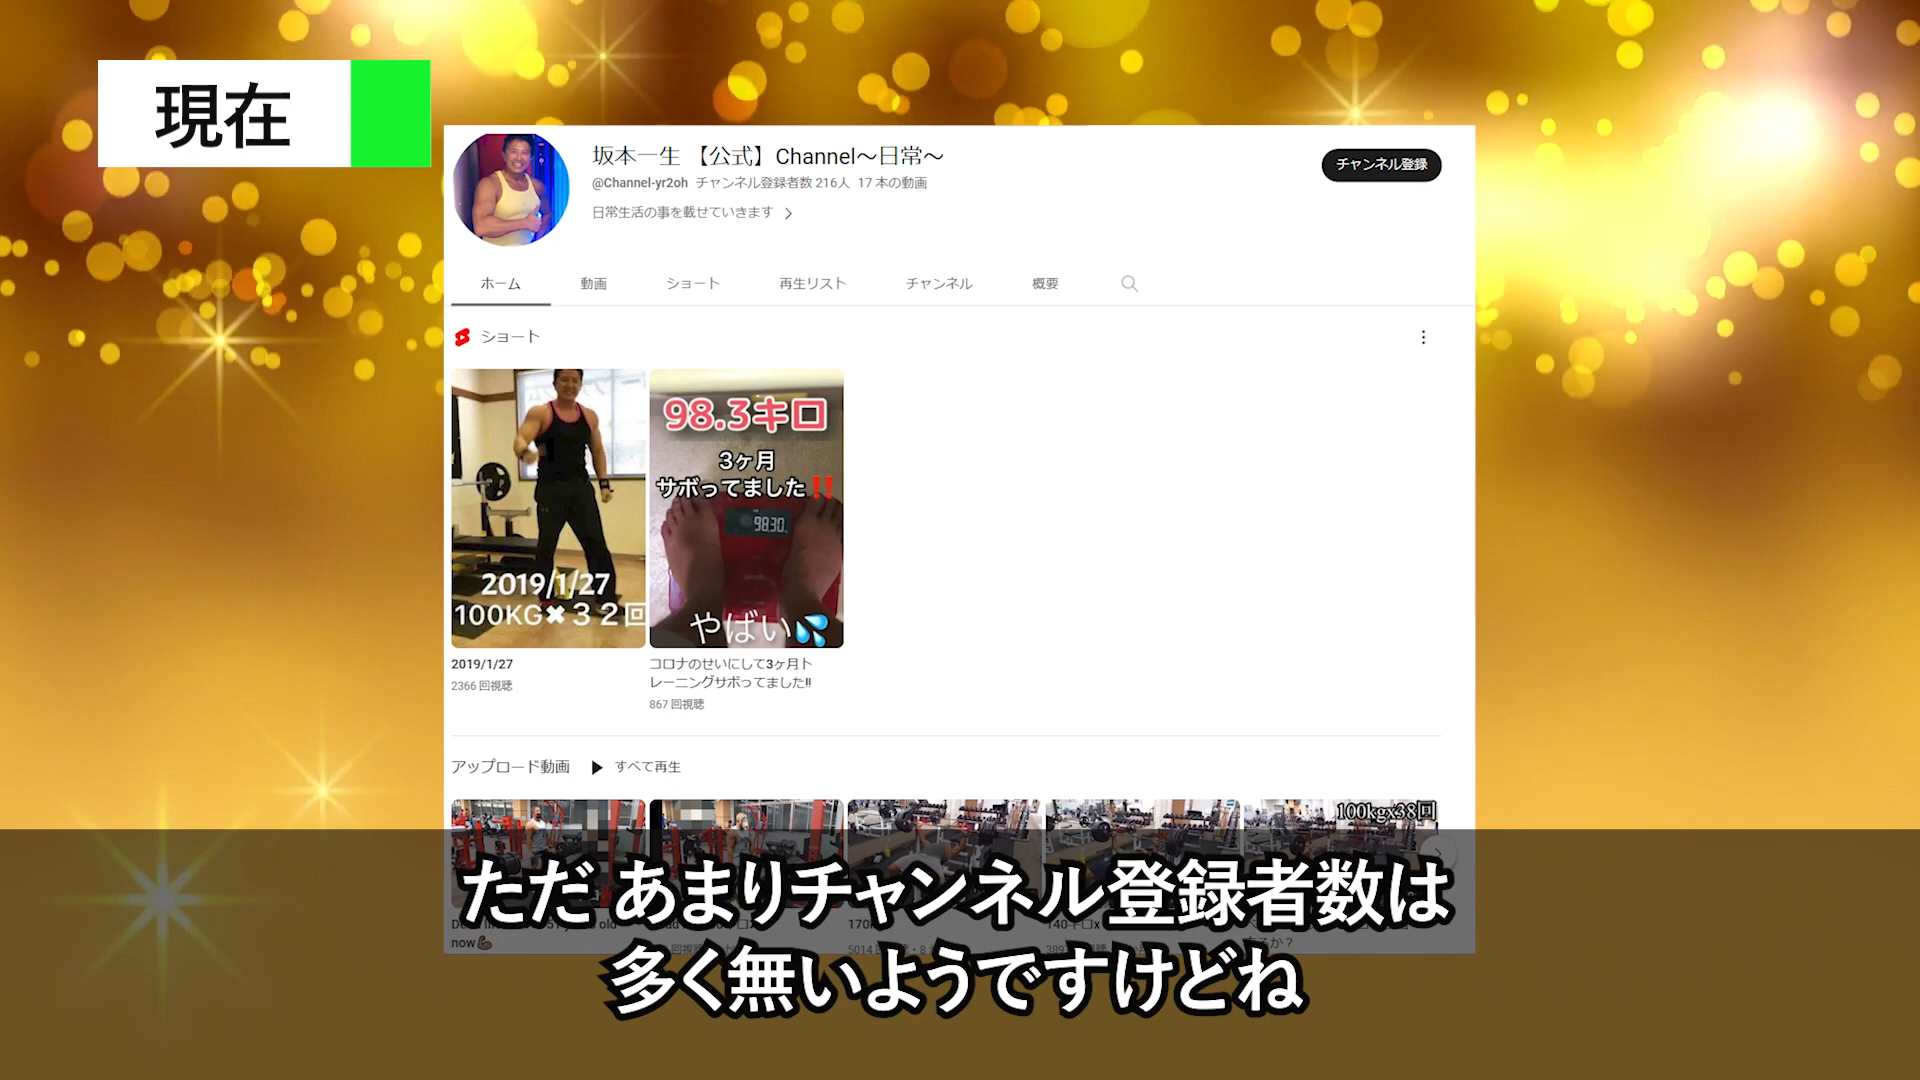 現在
坂本一生 【公式】Channel〜日常〜
@Channel-yr2oh チャンネル登録者数 216人 17 本の動画
日常生活の事を載せていきます
チャンネル登録
ホーム 動画 ショート 再生リスト チャンネル 概要
ショート
2019/1/27
100KG✖３２回
98.3キロ
3ヶ月
サボってました‼️
98.30
やばい💦
2019/1/27
2366 回視聴
コロナのせいにして3ヶ月ト
レーニングサボってました‼
867 回視聴
アップロード動画 ▶ すべて再生
100kgx38回
ただ あまりチャンネル登録者数は
多く無いようですけどね
now💪